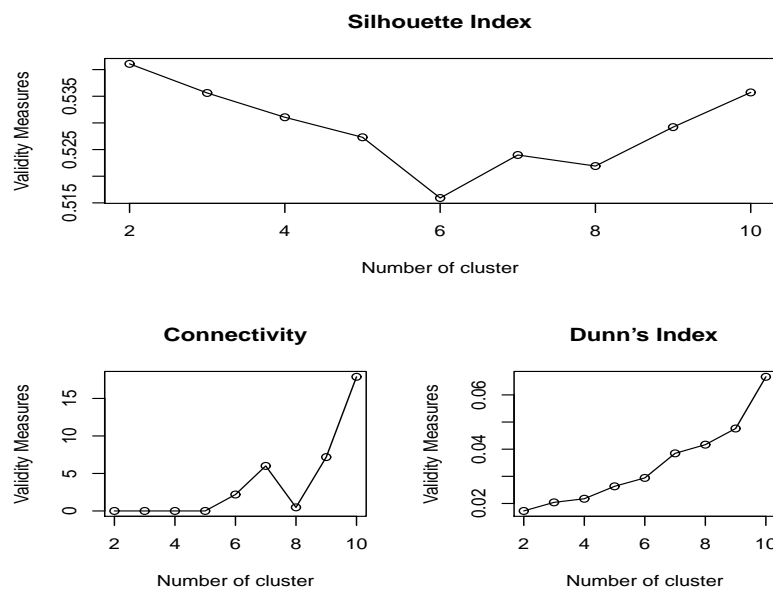 Silhouette Index
Validity Measures
0.515 0.525 0.535
2 4 6 8 10
Number of cluster
Connectivity
Validity Measures
0 5 10 15
2 4 6 8 10
Number of cluster
Dunn’s Index
Validity Measures
0.02 0.04 0.06
2 4 6 8 10
Number of cluster